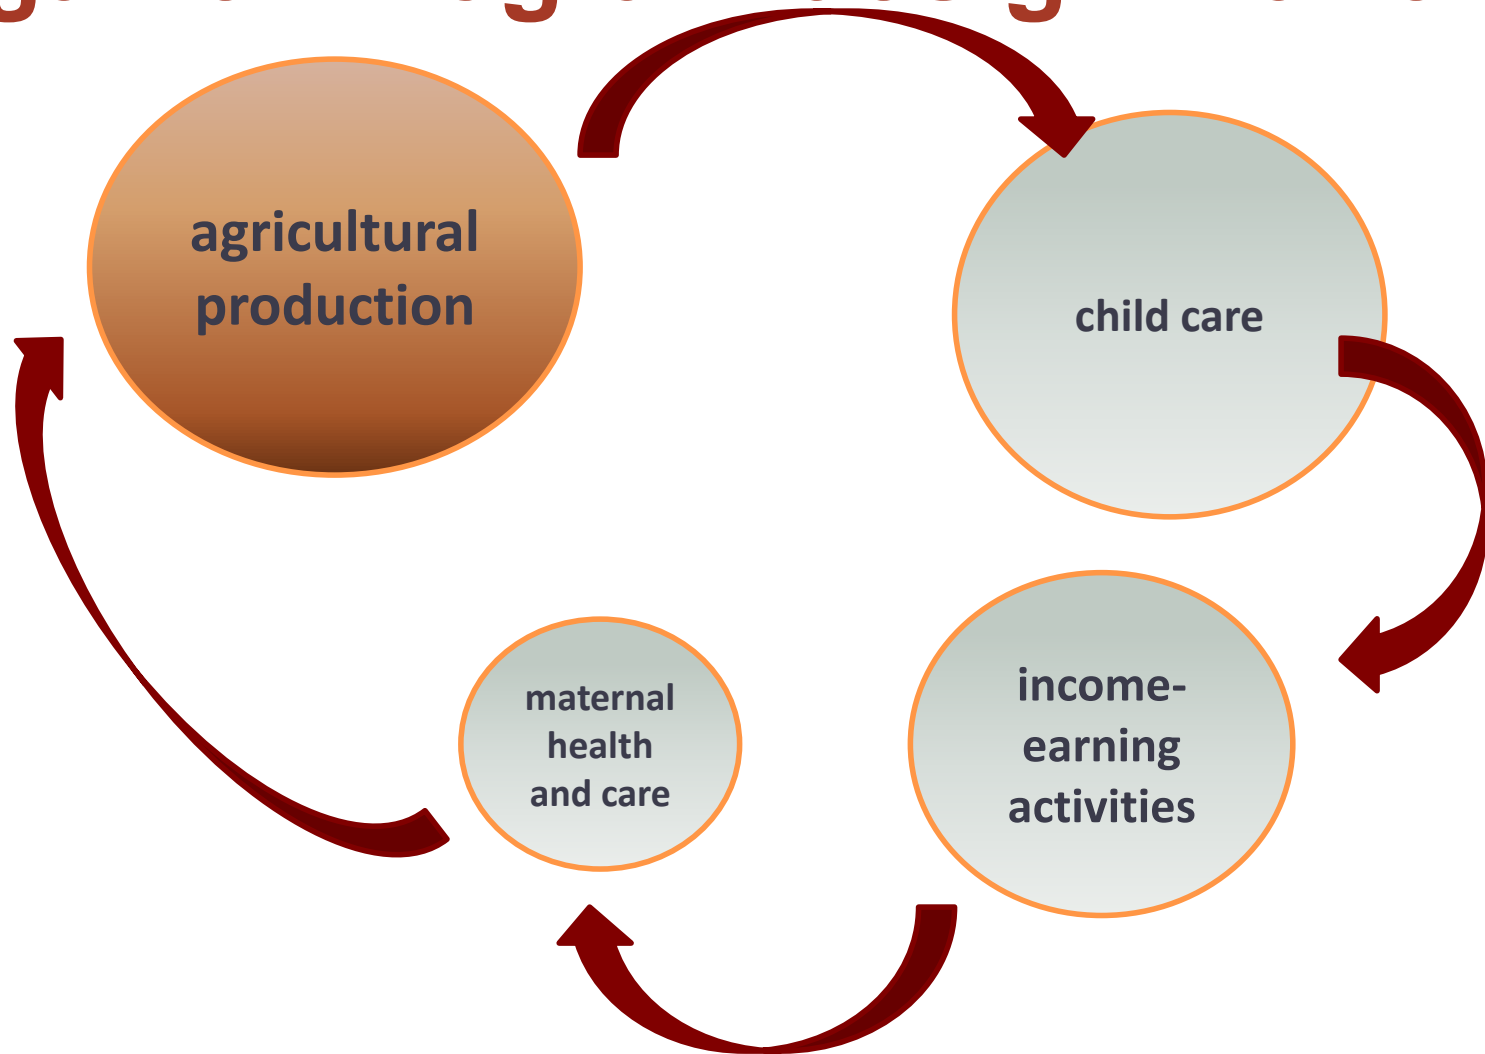 agricultural
production
child care
income-
earning
activities
maternal
health
and care